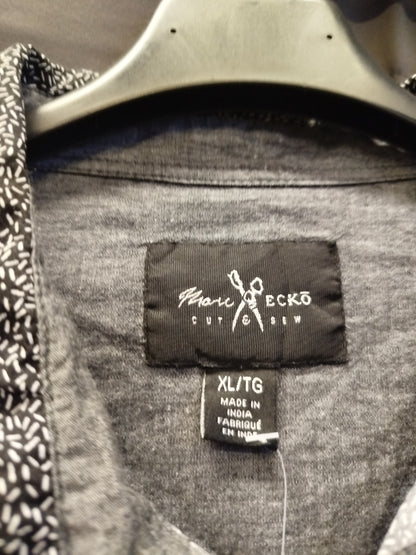 Marc ECKō
CUT & SEW
XL/TG
MADE IN
INDIA
FABRIQUÉ
EN INDE